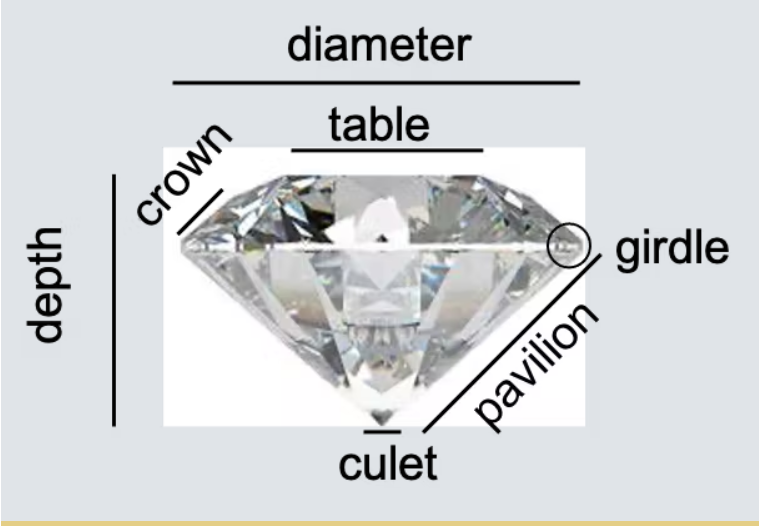 diameter
table
crown
depth
girdle
pavilion
culet